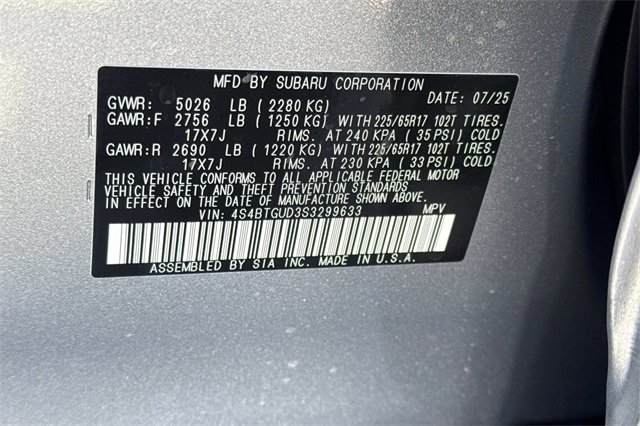 MFD BY SUBARU CORPORATION
GVWR: 5026 LB ( 2280 KG) DATE: 07/25
GAWR:F 2756 LB ( 1250 KG) WITH 225/65R17 102T TIRES.
17X7J RIMS. AT 240 KPA ( 35 PSI) COLD
GAWR:R 2690 LB ( 1220 KG) WITH 225/65R17 102T TIRES.
17X7J RIMS. AT 230 KPA ( 33 PSI) COLD
THIS VEHICLE CONFORMS TO ALL APPLICABLE FEDERAL MOTOR
VEHICLE SAFETY AND THEFT PREVENTION STANDARDS
IN EFFECT ON THE DATE OF MANUFACTURE SHOWN ABOVE.
VIN: 4S4BTGUD3S3299633 MPV
ASSEMBLED BY SIA INC. MADE IN U.S.A.